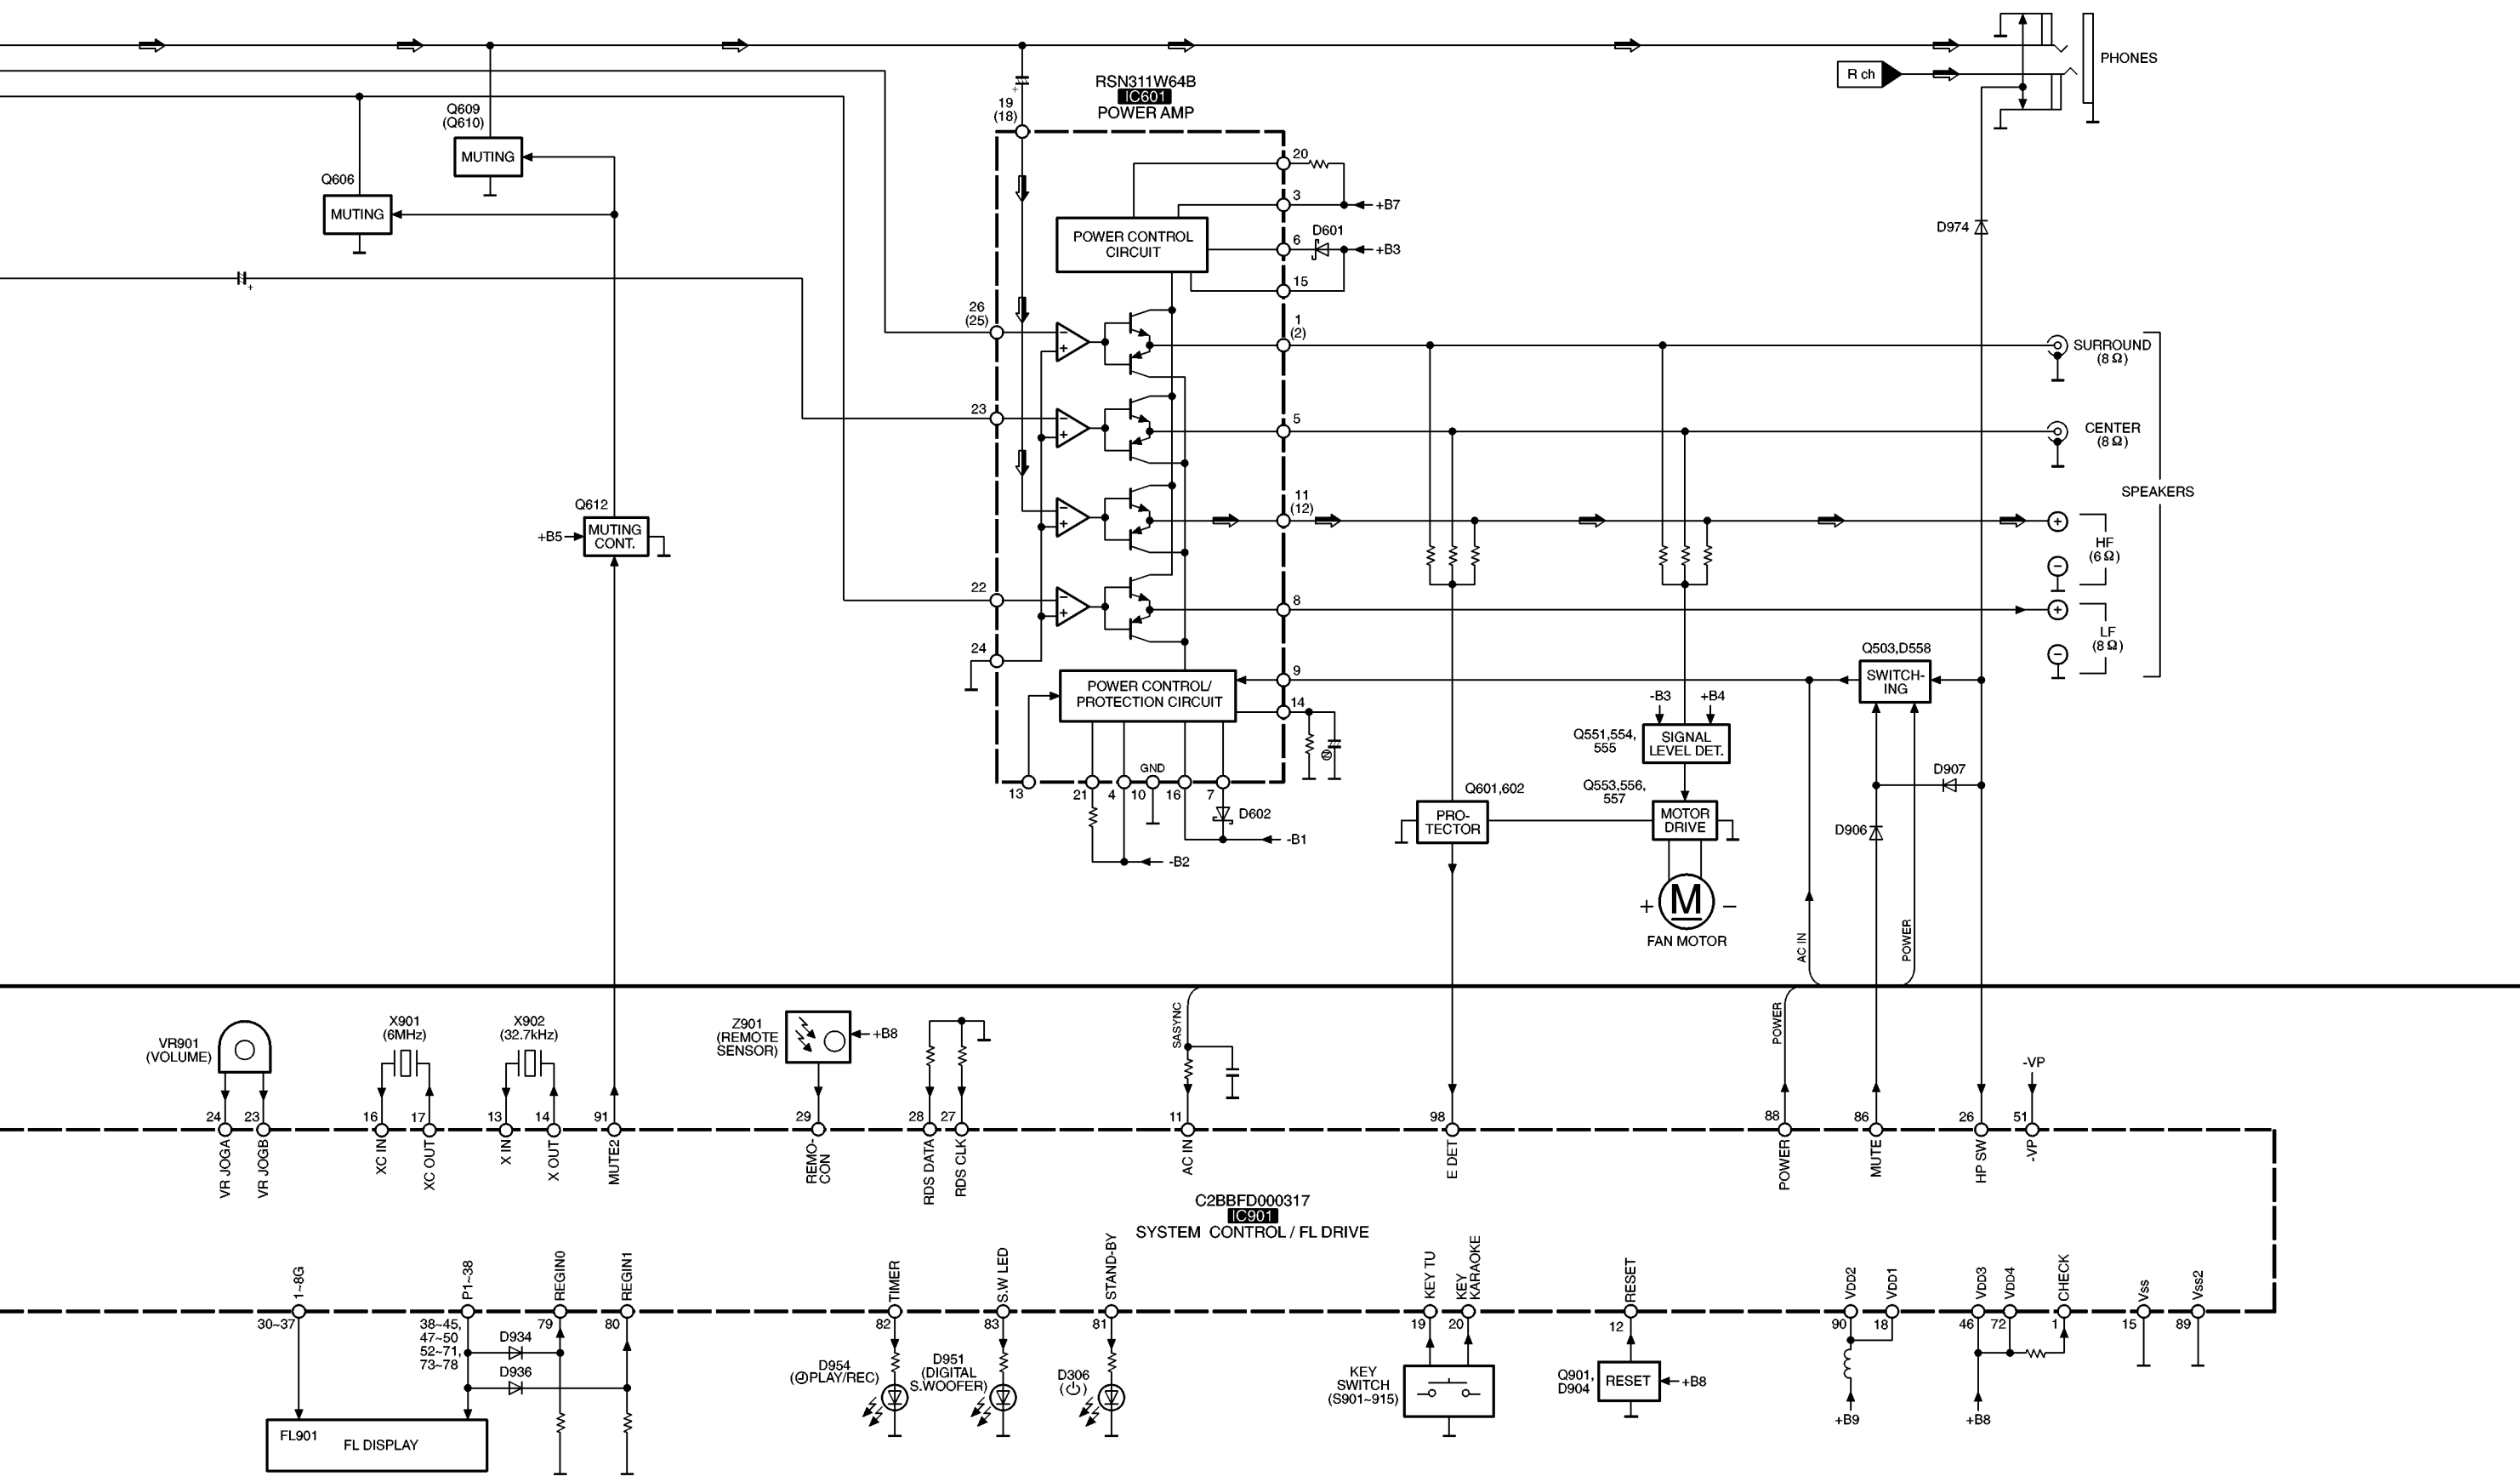 PHONES
R ch
RSN311W64B
IC601
POWER AMP
19
(18)
+
Q609
(Q610)
MUTING
Q606
MUTING
20
3
+B7
POWER CONTROL
CIRCUIT
6
D601
+B3
15
D974
+
26
(25)
1
(2)
SURROUND
(8Ω)
23
5
CENTER
(8Ω)
SPEAKERS
11
(12)
Q612
+B5
MUTING
CONT.
HF
(6Ω)
22
8
LF
(8Ω)
24
9
Q503,D558
SWITCH-
ING
POWER CONTROL/
PROTECTION CIRCUIT
14
-B3
+B4
Q551,554,
555
SIGNAL
LEVEL DET.
GND
13
21
4
10
16
7
D602
-B1
-B2
Q601,602
PRO-
TECTOR
Q553,556,
557
MOTOR
DRIVE
D907
D906
+
M
−
FAN MOTOR
AC IN
POWER
VR901
(VOLUME)
X901
(6MHz)
X902
(32.7kHz)
Z901
(REMOTE
SENSOR)
+B8
SASYNC
POWER
-VP
24
23
16
17
13
14
91
29
28
27
11
98
88
86
26
51
VR JOGA
VR JOGB
XC IN
XC OUT
X IN
X OUT
MUTE2
REMO-
CON
RDS DATA
RDS CLK
AC IN
E DET
POWER
MUTE
HP SW
-VP
C2BBFD000317
IC901
SYSTEM CONTROL / FL DRIVE
1~8G
P1~38
REGIN0
REGIN1
TIMER
S.W LED
STAND-BY
KEY TU
KEY
KARAOKE
RESET
VDD2
VDD1
VDD3
VDD4
CHECK
Vss
Vss2
30~37
38~45,
47~50
52~71,
73~78
79
80
82
83
81
19
20
12
90
18
46
72
1
15
89
D934
D936
D954
(PLAY/REC)
D951
(DIGITAL
S.WOOFER)
D306
KEY
SWITCH
(S901~915)
Q901,
D904
RESET
+B8
+B9
+B8
FL901
FL DISPLAY